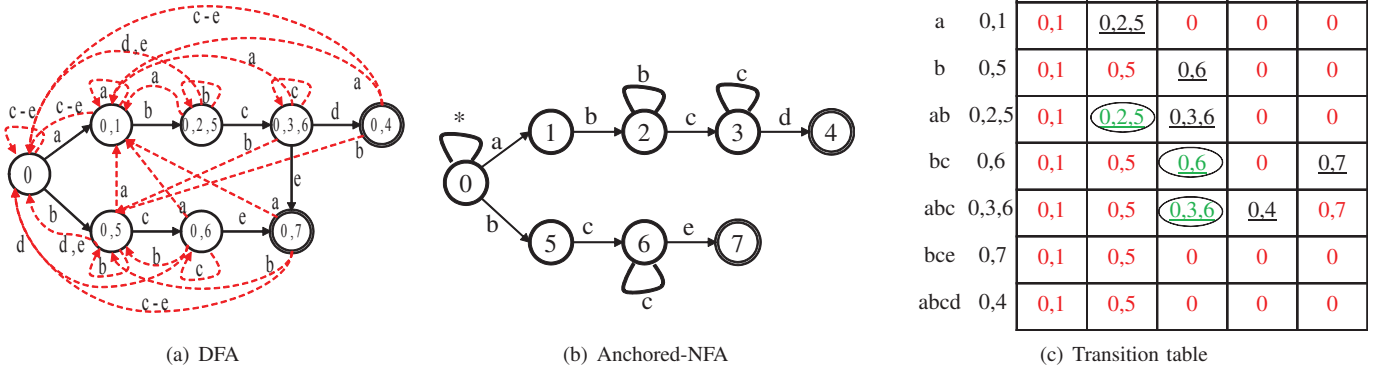 c-e
d,e
a
a
a
b
c
a
c-e
c-e
a
b
c
d
0,1
0,2,5
0,3,6
0,4
b
b
0
a
e
b
a
a
c
e
0,5
0,6
0,7
d
d,e
b
b
c
b
c-e
(a) DFA
*
b
c
a
b
c
d
0
1
2
3
4
b
c
e
5
6
7
c
(b) Anchored-NFA
a 0,1 0,1 0,2,5 0 0 0
b 0,5 0,1 0,5 0,6 0 0
ab 0,2,5 0,1 0,2,5 0,3,6 0 0
bc 0,6 0,1 0,5 0,6 0 0,7
abc 0,3,6 0,1 0,5 0,3,6 0,4 0,7
bce 0,7 0,1 0,5 0 0 0
abcd 0,4 0,1 0,5 0 0 0
(c) Transition table